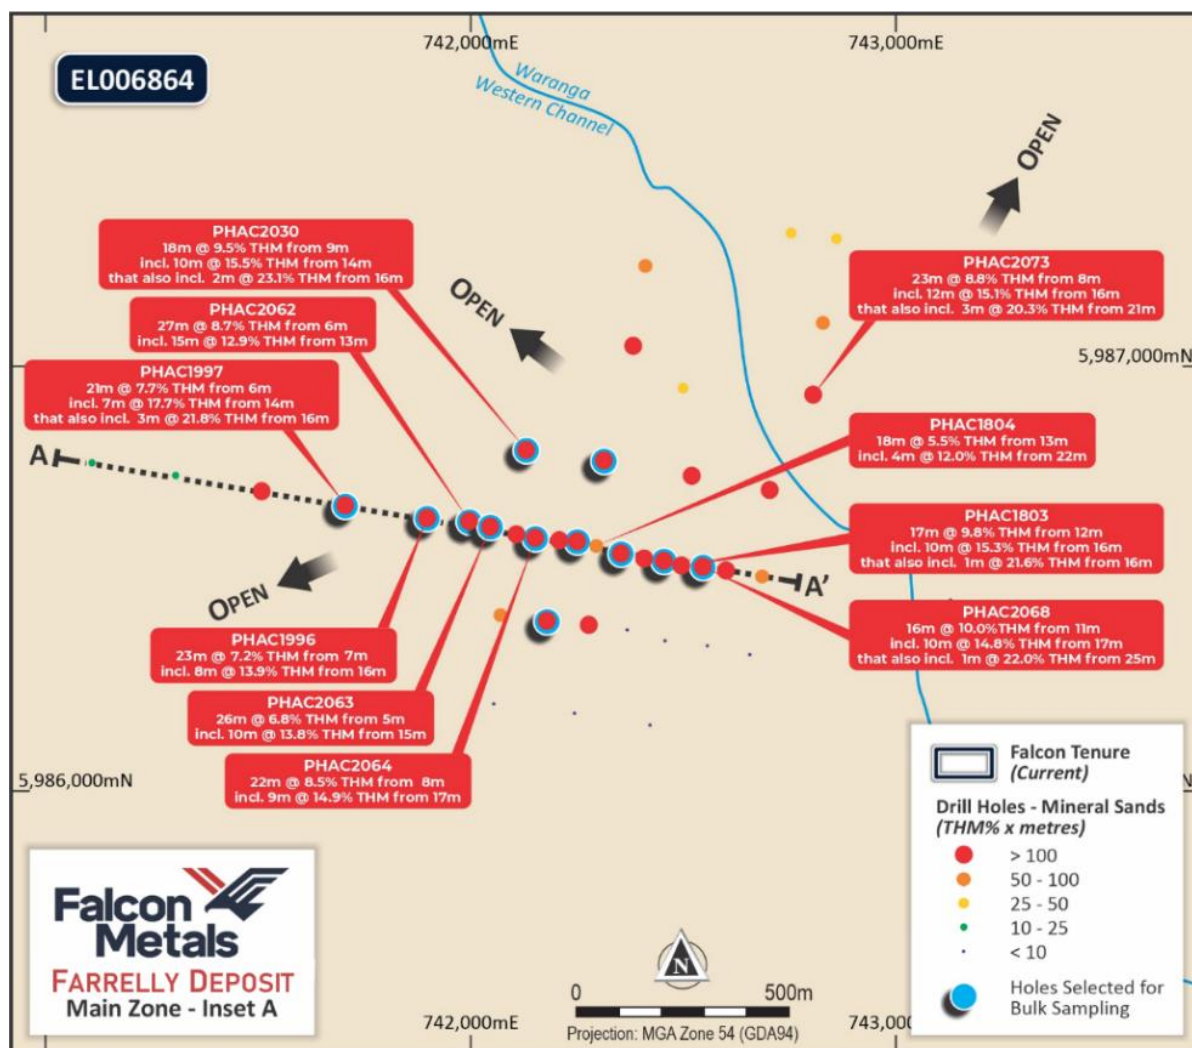 742,000mE
743,000mE
EL006864
Waranga
Western Channel
OPEN
PHAC2030
18m @ 9.5% THM from 9m
incl. 10m @ 15.5% THM from 14m
that also incl. 2m @ 23.1% THM from 16m
PHAC2073
23m @ 8.8% THM from 8m
incl. 12m @ 15.1% THM from 16m
that also incl. 3m @ 20.3% THM from 21m
OPEN
PHAC2062
27m @ 8.7% THM from 6m
incl. 15m @ 12.9% THM from 13m
5,987,000mN
PHAC1997
21m @ 7.7% THM from 6m
incl. 7m @ 17.7% THM from 14m
that also incl. 3m @ 21.8% THM from 16m
PHAC1804
18m @ 5.5% THM from 13m
incl. 4m @ 12.0% THM from 22m
A
PHAC1803
17m @ 9.8% THM from 12m
incl. 10m @ 15.3% THM from 16m
that also incl. 1m @ 21.6% THM from 16m
A'
OPEN
PHAC2068
16m @ 10.0%THM from 11m
incl. 10m @ 14.8% THM from 17m
that also incl. 1m @ 22.0% THM from 25m
PHAC1996
23m @ 7.2% THM from 7m
incl. 8m @ 13.9% THM from 16m
PHAC2063
26m @ 6.8% THM from 5m
incl. 10m @ 13.8% THM from 15m
PHAC2064
22m @ 8.5% THM from 8m
incl. 9m @ 14.9% THM from 17m
5,986,000mN
N
Falcon Tenure
(Current)
Drill Holes - Mineral Sands
(THM% x metres)
> 100
50 - 100
25 - 50
10 - 25
< 10
Holes Selected for
Bulk Sampling
Falcon
Metals
FARRELLY DEPOSIT
Main Zone - Inset A
N
0 500m
Projection: MGA Zone 54 (GDA94)
742,000mE
743,000